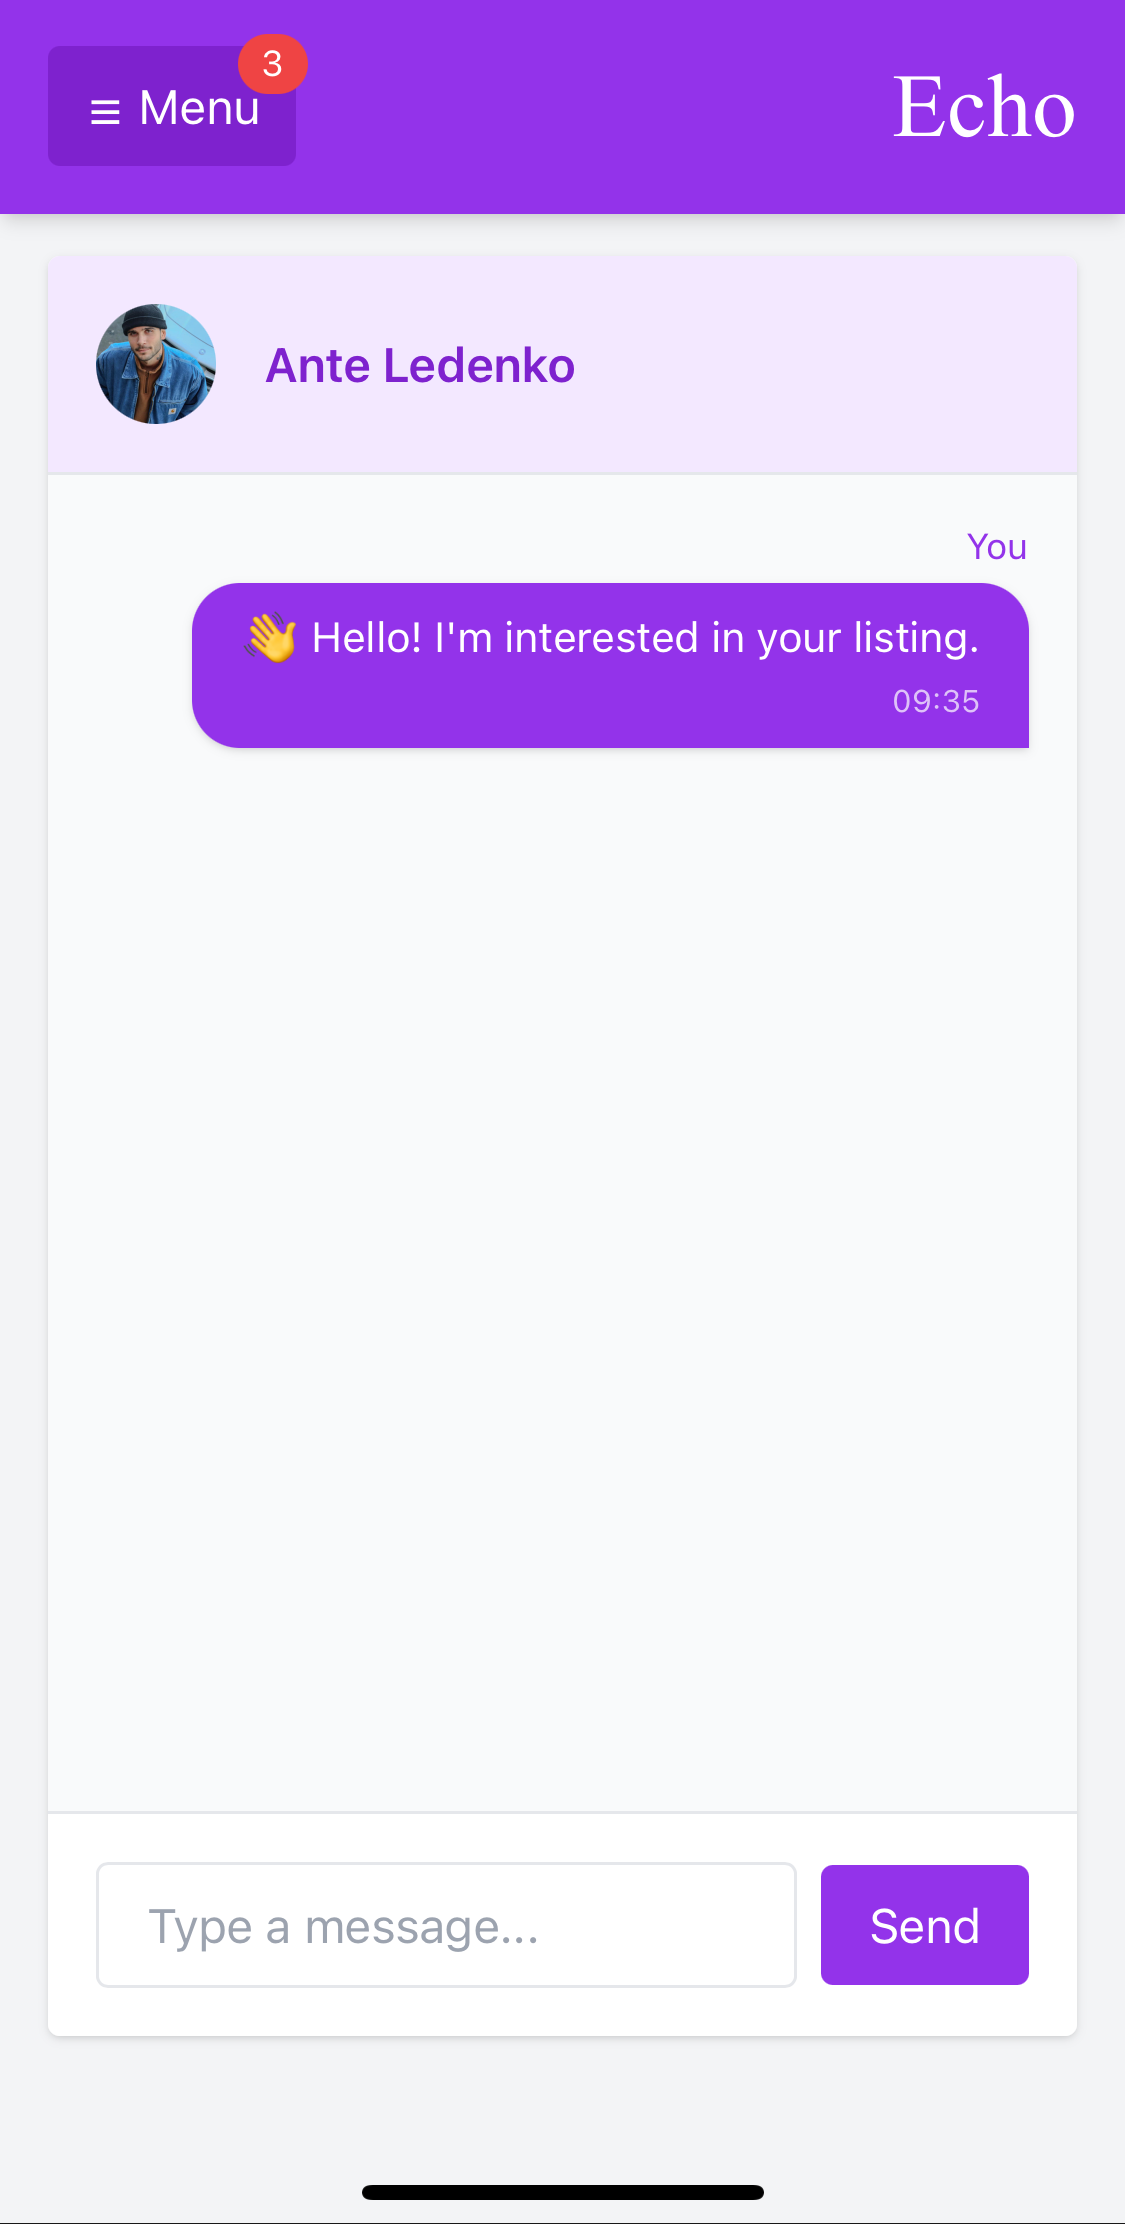 3
≡ Menu
Echo
Ante Ledenko
You
👋 Hello! I'm interested in your listing.
09:35
Type a message...
Send